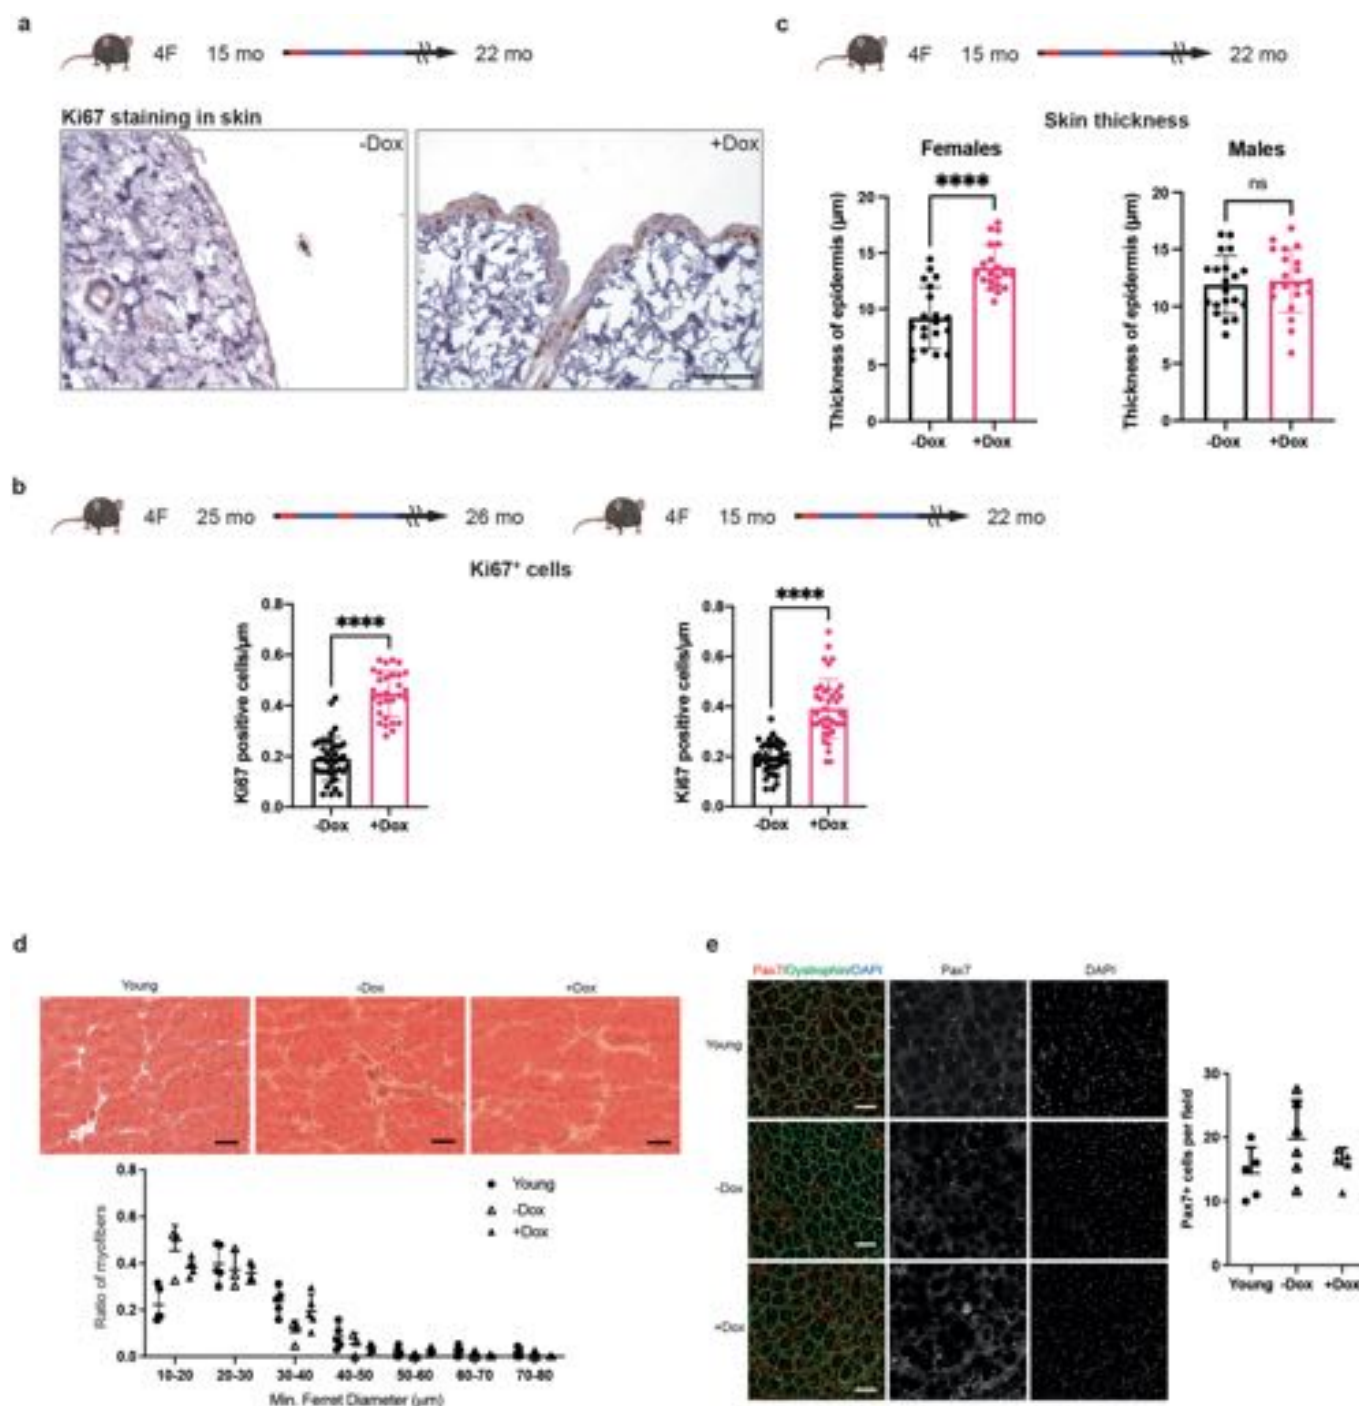 a
4F 15 mo 22 mo
Ki67 staining in skin
-Dox
+Dox
c
4F 15 mo 22 mo
Skin thickness
Females
****
Thickness of epidermis (µm)
20
15
10
5
0
-Dox +Dox
Males
ns
Thickness of epidermis (µm)
20
15
10
5
0
-Dox +Dox
b
4F 25 mo 26 mo
4F 15 mo 22 mo
Ki67⁺ cells
****
Ki67 positive cells/µm
0.8
0.6
0.4
0.2
0.0
-Dox +Dox
****
Ki67 positive cells/µm
0.8
0.6
0.4
0.2
0.0
-Dox +Dox
d
Young -Dox +Dox
Ratio of myofibers
0.8
0.6
0.4
0.2
0.0
Young
-Dox
+Dox
10-20 20-30 30-40 40-50 50-60 60-70 70-80
Min. Ferret Diameter (µm)
e
Pax7/Dystrophin/DAPI Pax7 DAPI
Young
-Dox
+Dox
Pax7+ cells per field
30
20
10
0
Young -Dox +Dox